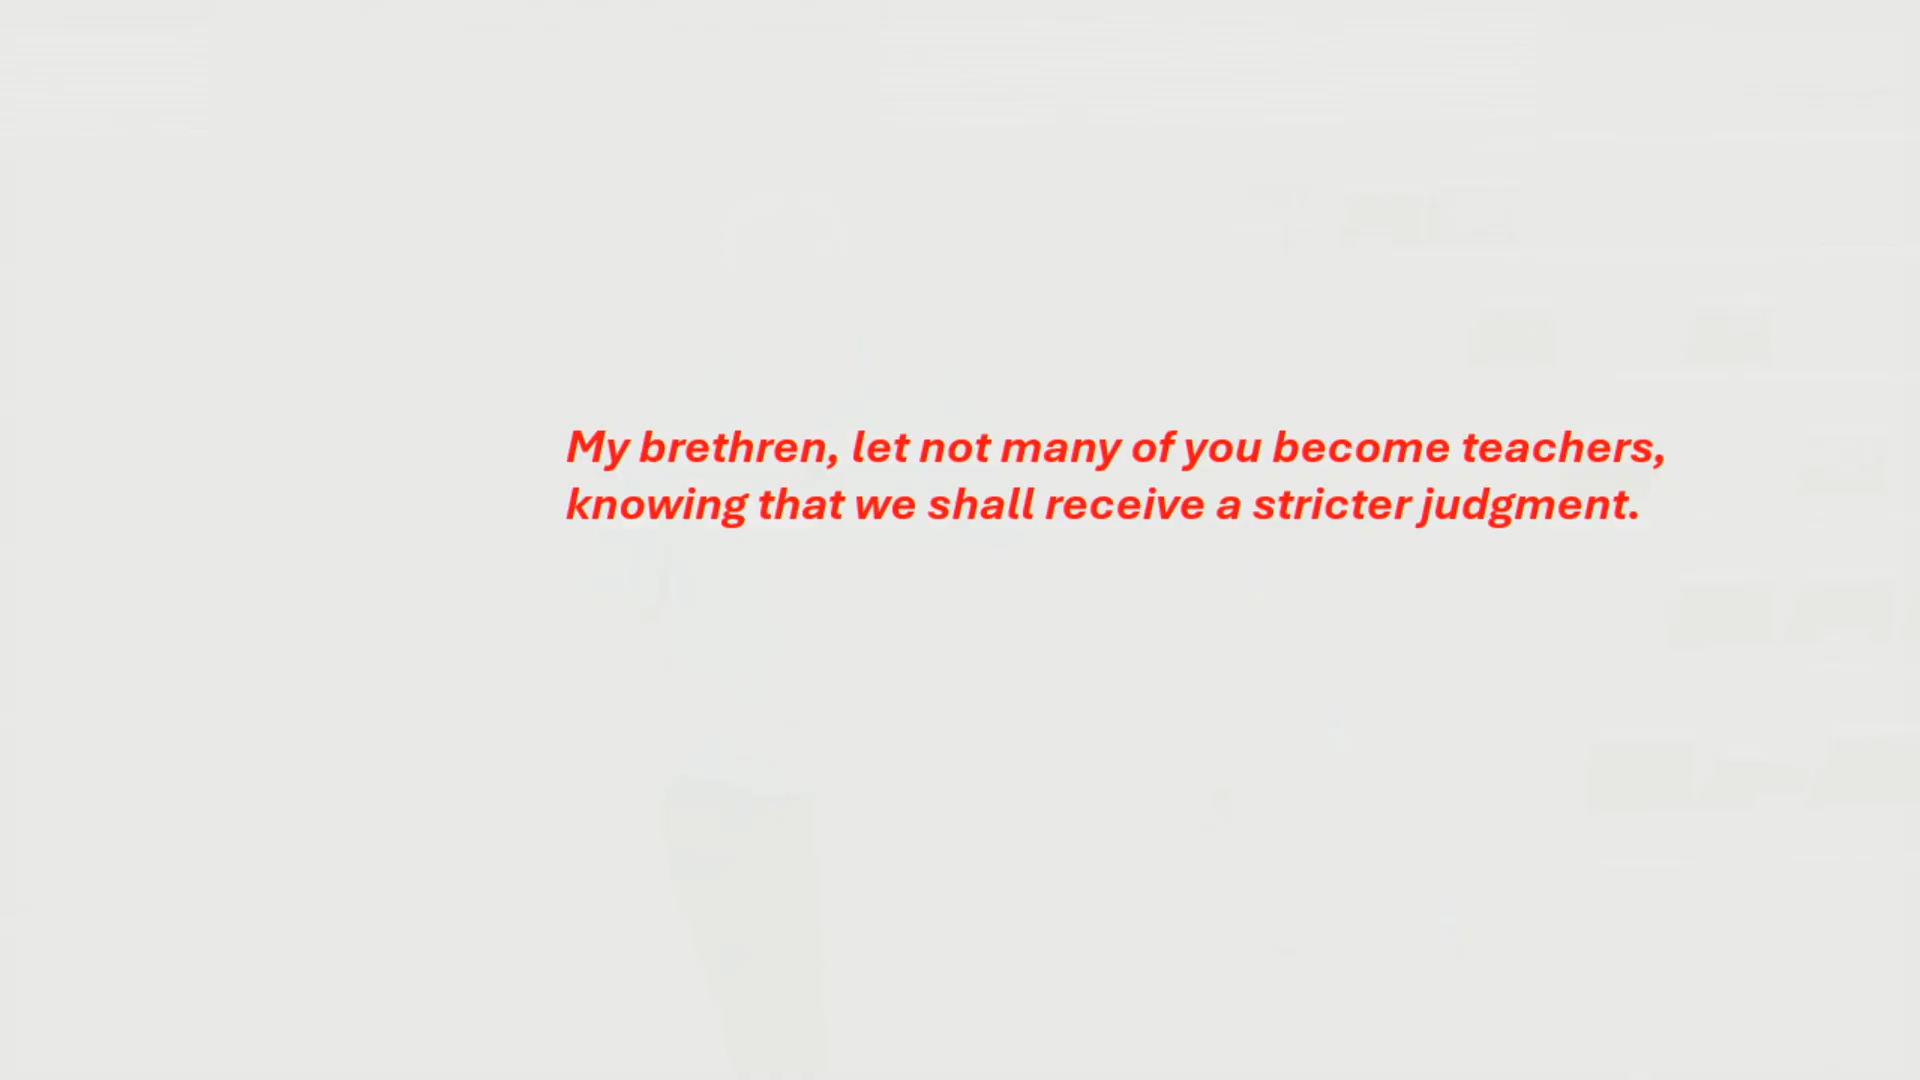 My brethren, let not many of you become teachers,
knowing that we shall receive a stricter judgment.